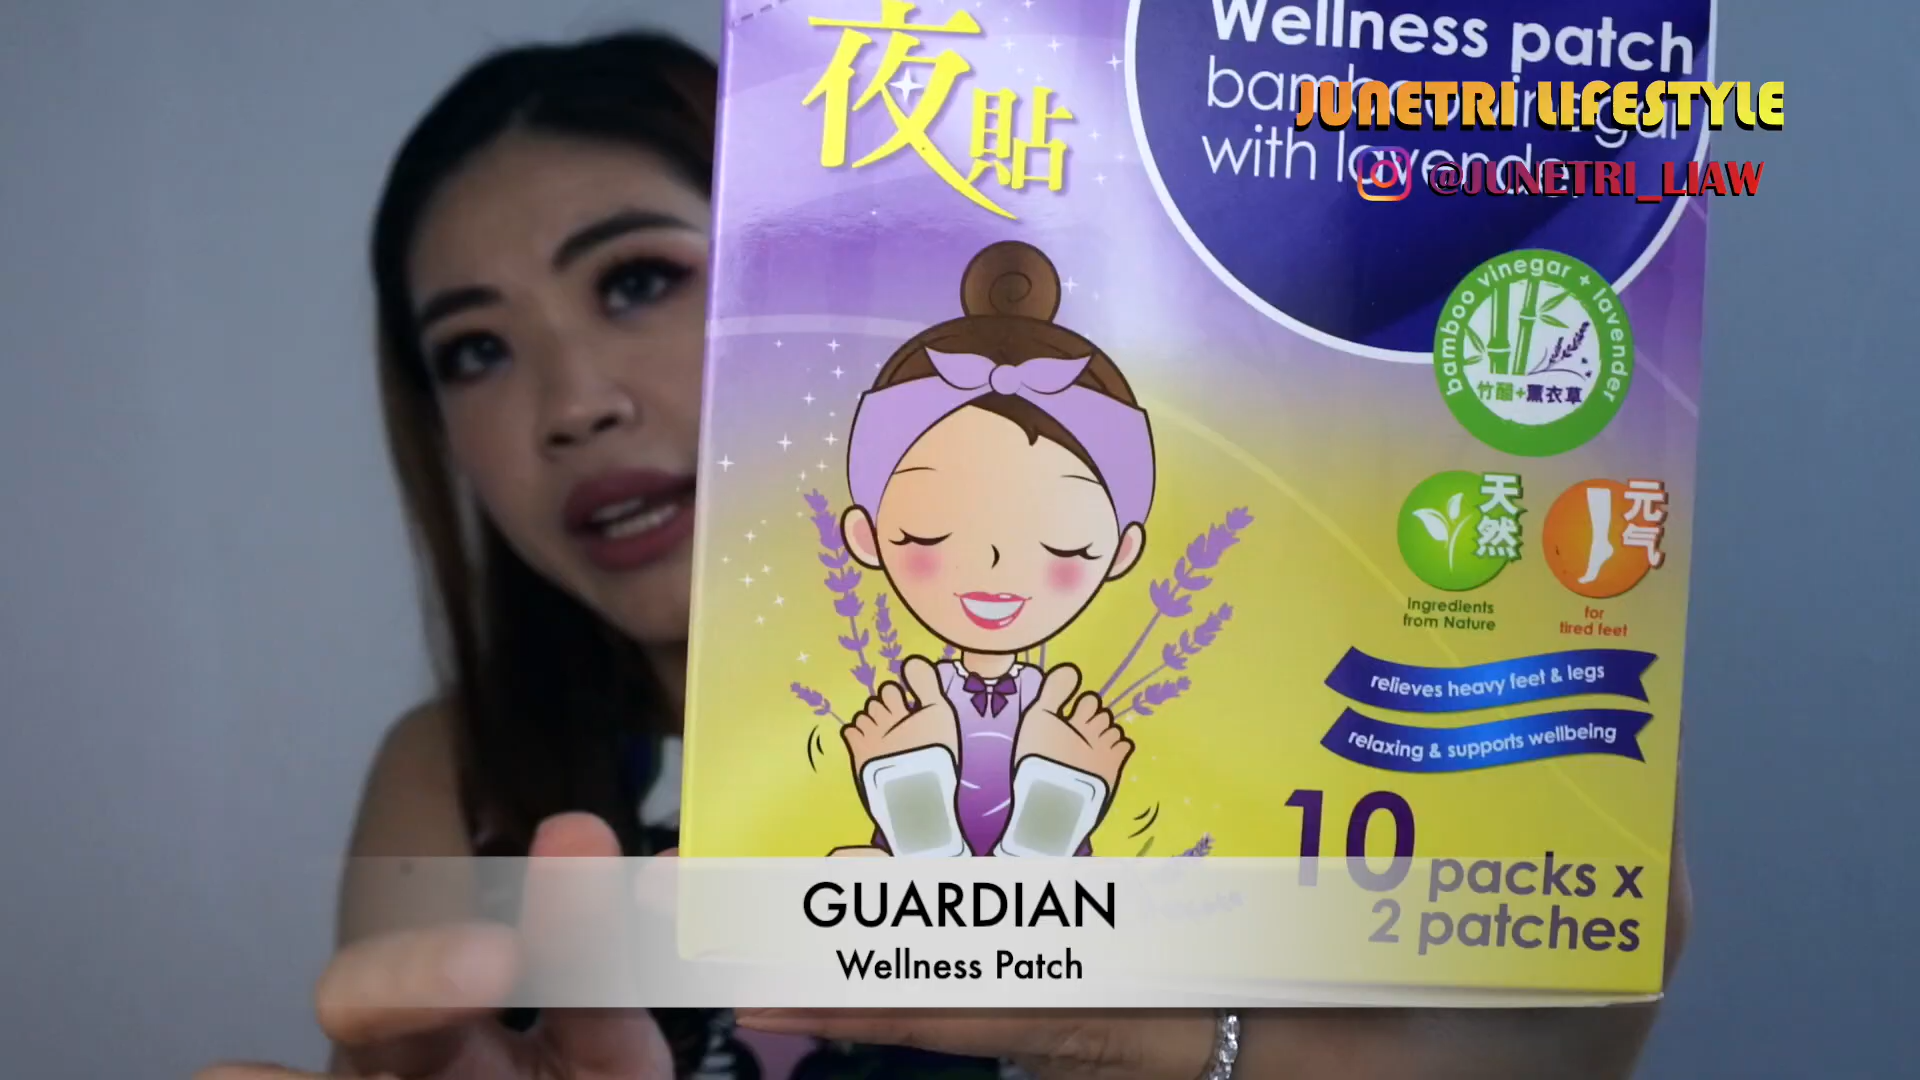 夜貼
Wellness patch
with
JUNETRI LIFESTYLE
@JUNETRI_LIAW
bamboo vinegar + lavender
竹醋+薰衣草
天然
Ingredients
from Nature
元气
for
tired feet
relieves heavy feet & legs
relaxing & supports wellbeing
10 packs x
2 patches
GUARDIAN
Wellness Patch